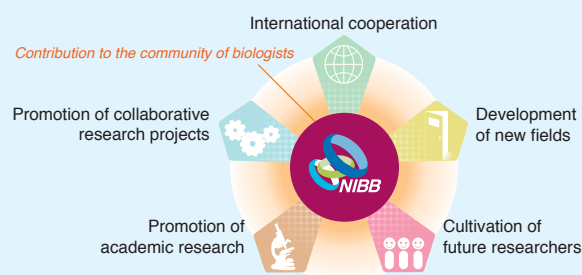 International cooperation
Contribution to the community of biologists
Promotion of collaborative
research projects
Development
of new fields
NIBB
Promotion of
academic research
Cultivation of
future researchers